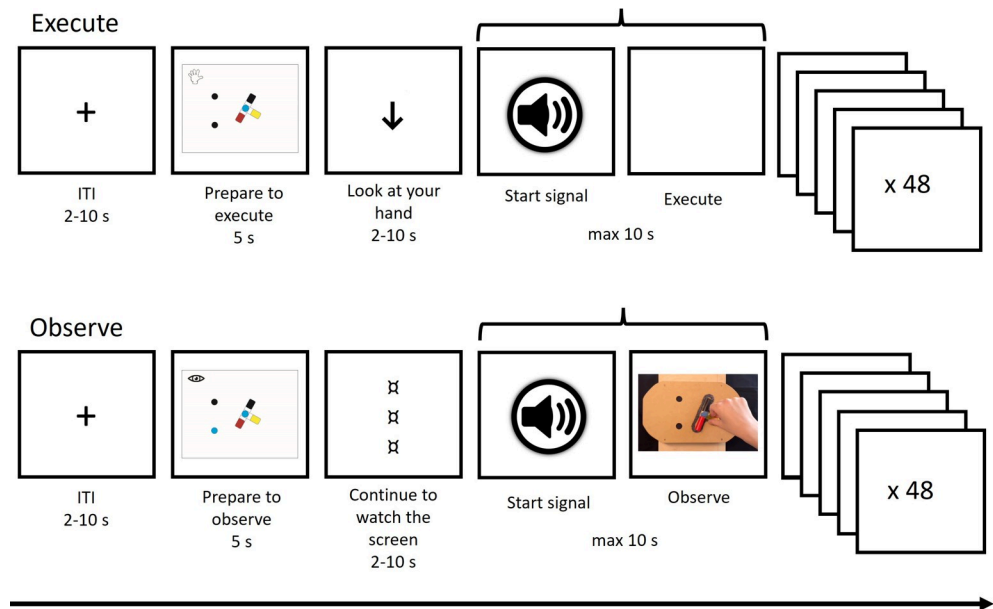 Execute
+
ITI
2-10 s
Prepare to
execute
5 s
Look at your
hand
2-10 s
Start signal
Execute
max 10 s
x 48
Observe
+
ITI
2-10 s
Prepare to
observe
5 s
¤
¤
¤
Continue to
watch the
screen
2-10 s
Start signal
Observe
max 10 s
x 48